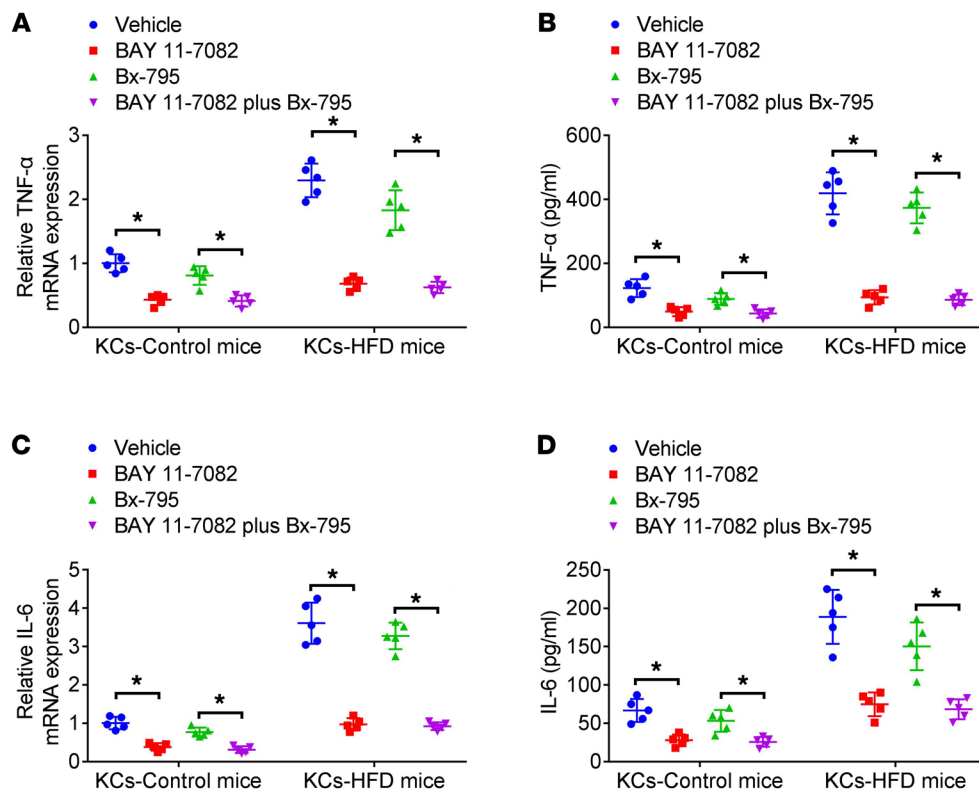 A
Vehicle
BAY 11-7082
Bx-795
BAY 11-7082 plus Bx-795
Relative TNF-α
mRNA expression
3
2
1
0
*
*
*
*
KCs-Control mice
KCs-HFD mice
B
Vehicle
BAY 11-7082
Bx-795
BAY 11-7082 plus Bx-795
TNF-α (pg/ml)
600
400
200
0
*
*
*
*
KCs-Control mice
KCs-HFD mice
C
Vehicle
BAY 11-7082
Bx-795
BAY 11-7082 plus Bx-795
Relative IL-6
mRNA expression
5
4
3
2
1
0
*
*
*
*
KCs-Control mice
KCs-HFD mice
D
Vehicle
BAY 11-7082
Bx-795
BAY 11-7082 plus Bx-795
IL-6 (pg/ml)
250
200
150
100
50
0
*
*
*
*
KCs-Control mice
KCs-HFD mice